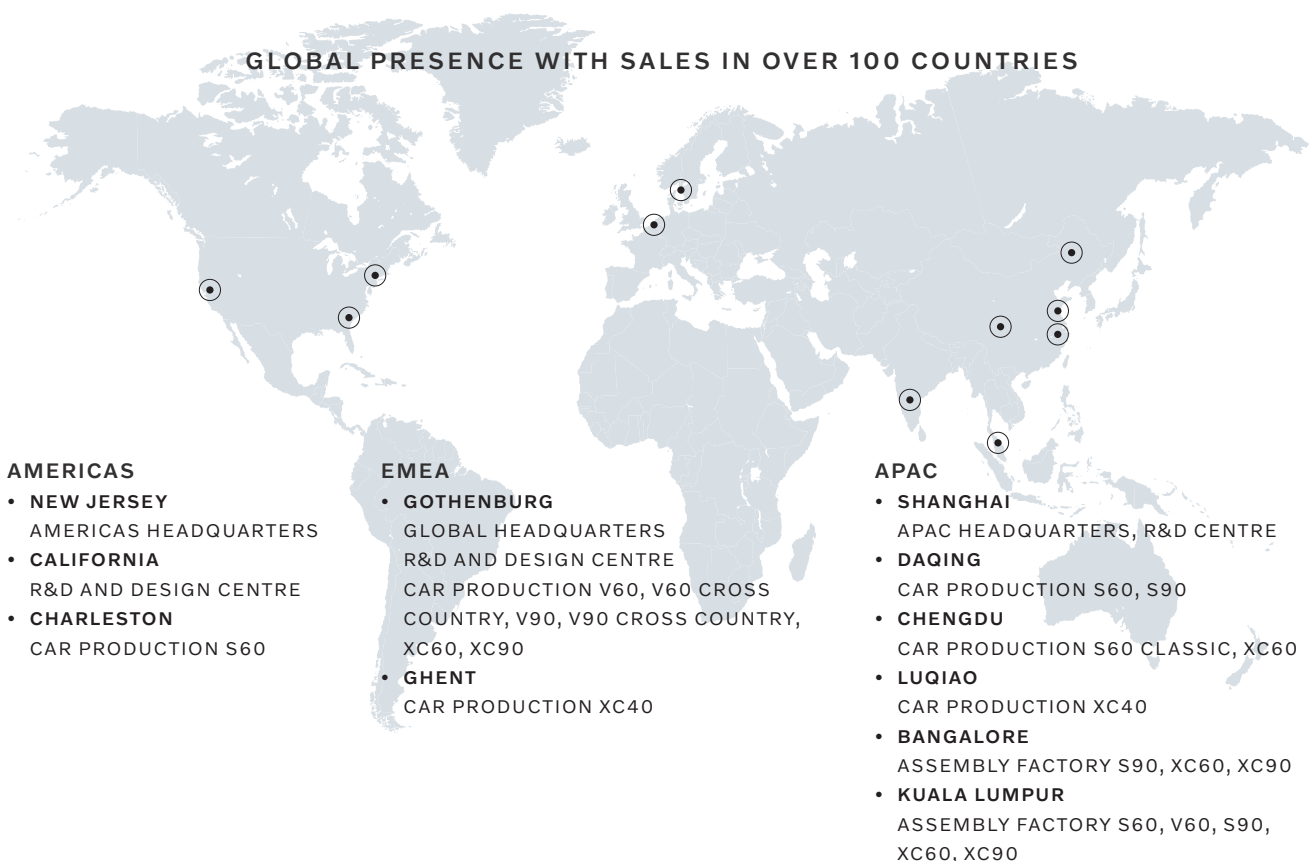 GLOBAL PRESENCE WITH SALES IN OVER 100 COUNTRIES
AMERICAS
• NEW JERSEY
AMERICAS HEADQUARTERS
• CALIFORNIA
R&D AND DESIGN CENTRE
• CHARLESTON
CAR PRODUCTION S60
EMEA
• GOTHENBURG
GLOBAL HEADQUARTERS
R&D AND DESIGN CENTRE
CAR PRODUCTION V60, V60 CROSS
COUNTRY, V90, V90 CROSS COUNTRY,
XC60, XC90
• GHENT
CAR PRODUCTION XC40
APAC
• SHANGHAI
APAC HEADQUARTERS, R&D CENTRE
• DAQING
CAR PRODUCTION S60, S90
• CHENGDU
CAR PRODUCTION S60 CLASSIC, XC60
• LUQIAO
CAR PRODUCTION XC40
• BANGALORE
ASSEMBLY FACTORY S90, XC60, XC90
• KUALA LUMPUR
ASSEMBLY FACTORY S60, V60, S90,
XC60, XC90